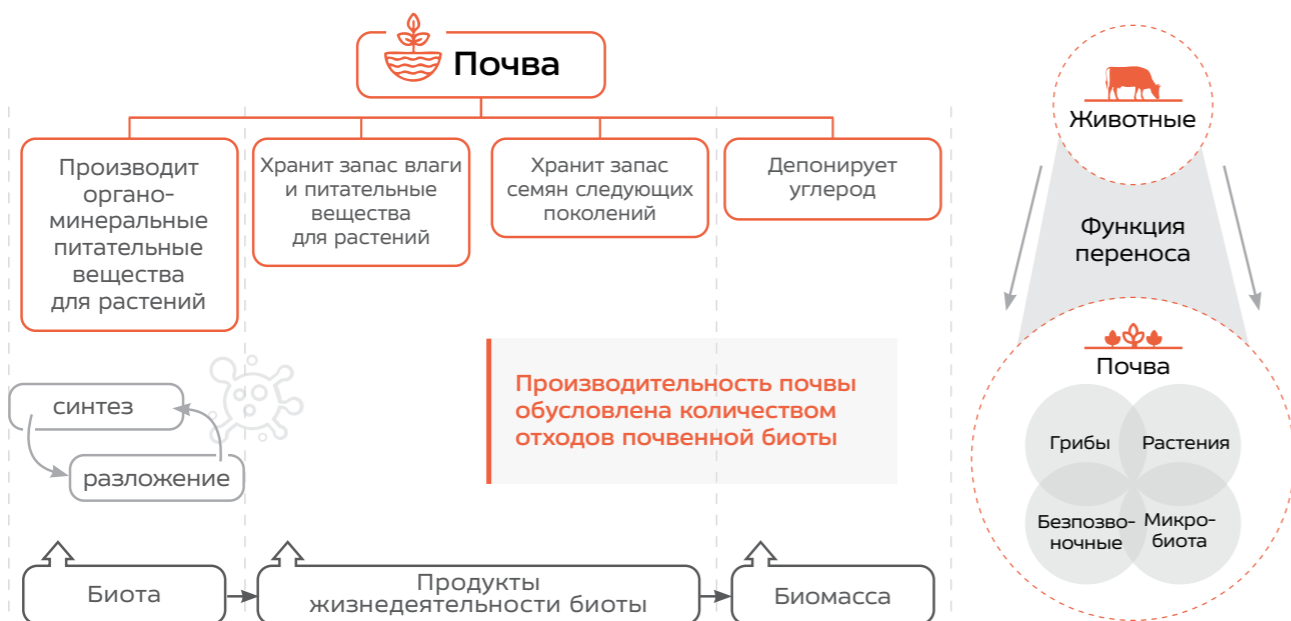 Почва
Производит
органо-
минеральные
питательные
вещества
для растений
Хранит запас влаги
и питательные
вещества
для растений
Хранит запас
семян следующих
поколений
Депонирует
углерод
синтез
разложение
Производительность почвы
обусловлена количеством
отходов почвенной биоты
Биота
Продукты
жизнедеятельности биоты
Биомасса
Животные
Функция
переноса
Почва
Грибы
Растения
Безпозво-
ночные
Микро-
биота